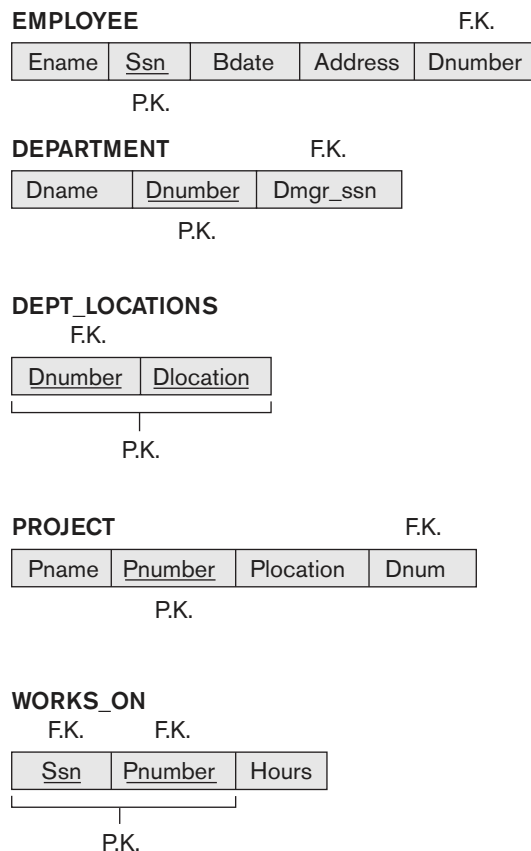 EMPLOYEE F.K.
Ename Ssn Bdate Address Dnumber
P.K.
DEPARTMENT F.K.
Dname Dnumber Dmgr_ssn
P.K.
DEPT_LOCATIONS
F.K.
Dnumber Dlocation
P.K.
PROJECT F.K.
Pname Pnumber Plocation Dnum
P.K.
WORKS_ON
F.K. F.K.
Ssn Pnumber Hours
P.K.